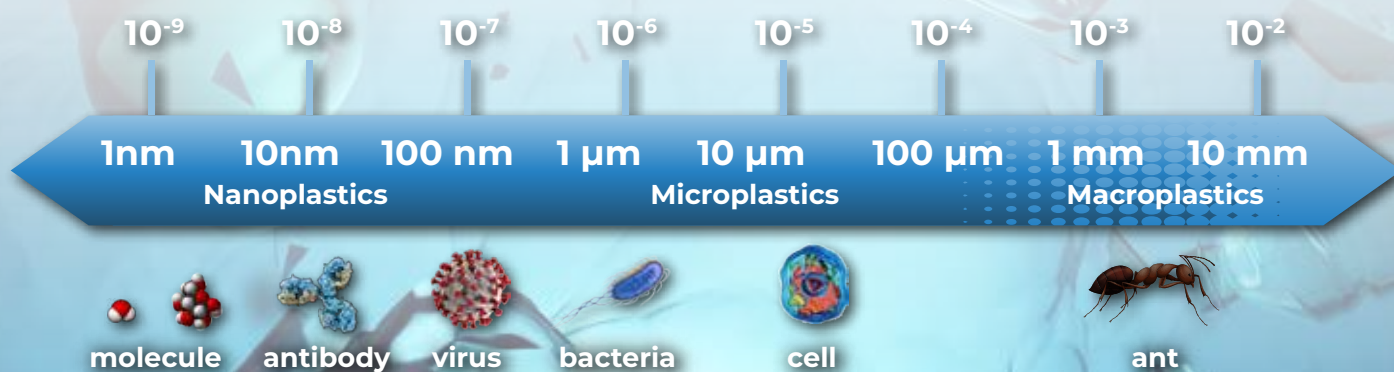 10-9 10-8 10-7 10-6 10-5 10-4 10-3 10-2
1nm 10nm 100 nm 1 µm 10 µm 100 µm 1 mm 10 mm
Nanoplastics Microplastics Macroplastics
molecule antibody virus bacteria cell ant